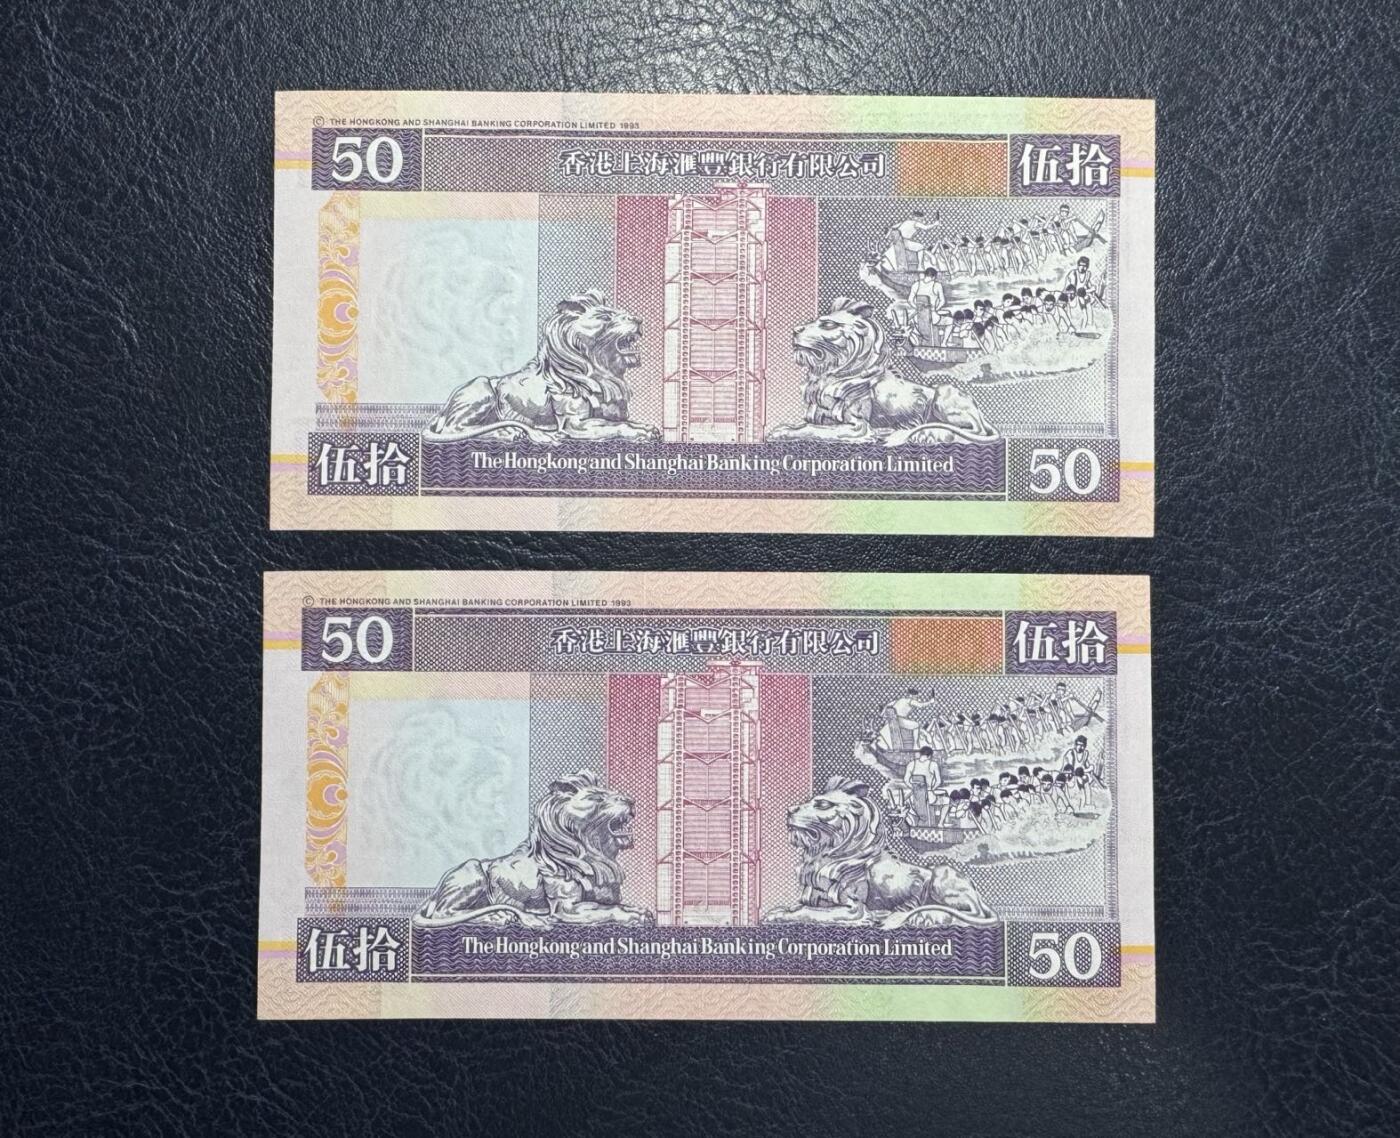 © THE HONGKONG AND SHANGHAI BANKING CORPORATION LIMITED 1993
50 香港上海滙豐銀行有限公司 伍拾
伍拾 The Hongkong and Shanghai Banking Corporation Limited 50
© THE HONGKONG AND SHANGHAI BANKING CORPORATION LIMITED 1993
50 香港上海滙豐銀行有限公司 伍拾
伍拾 The Hongkong and Shanghai Banking Corporation Limited 50